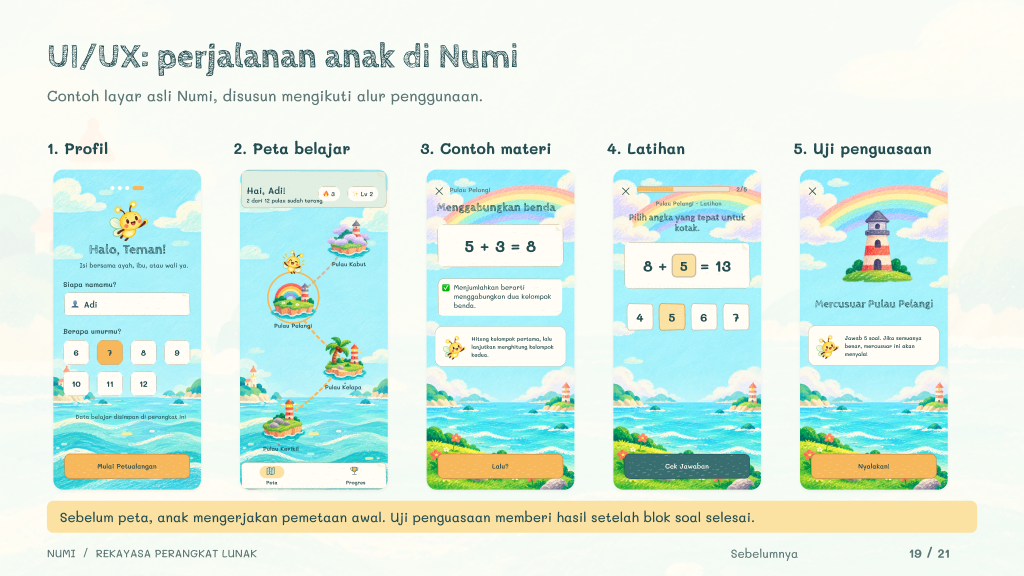 UI/UX: perjalanan anak di Numi
Contoh layar asli Numi, disusun mengikuti alur penggunaan.
1. Profil
Halo, Teman!
Isi bersama ayah, ibu, atau wali ya.
Siapa namamu?
Adi
Berapa umurmu?
6 7 8 9
10 11 12
Data belajar disimpan di perangkat ini
Mulai Petualangan
2. Peta belajar
Hai, Adi!
2 dari 12 pulau sudah terang
3
Lv 2
Pulau Kabut
Pulau Pelangi
Pulau Kelapa
Pulau Kerikil
Peta
Progres
3. Contoh materi
Pulau Pelangi
Menggabungkan benda
5 + 3 = 8
Menjumlahkan berarti
menggabungkan dua kelompok
benda.
Hitung kelompok pertama, lalu
lanjutkan menghitung kelompok
kedua.
Lalu?
4. Latihan
2/5
Pulau Pelangi - Latihan
Pilih angka yang tepat untuk
kotak.
8 + 5 = 13
4 5 6 7
Cek Jawaban
5. Uji penguasaan
Mercusuar Pulau Pelangi
Jawab 5 soal. Jika semuanya
benar, mercusuar ini akan
menyala!
Nyalakan!
Sebelum peta, anak mengerjakan pemetaan awal. Uji penguasaan memberi hasil setelah blok soal selesai.
NUMI / REKAYASA PERANGKAT LUNAK
Sebelumnya
19 / 21